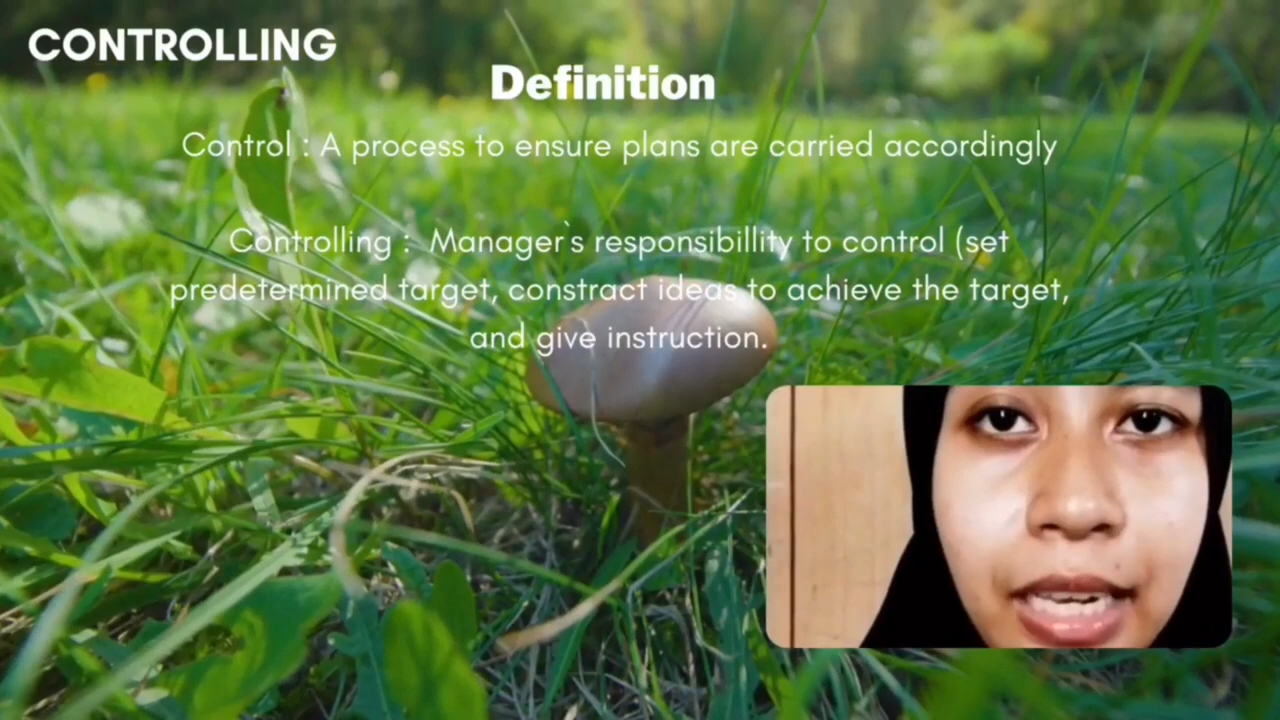 CONTROLLING
Definition
Control : A process to ensure plans are carried accordingly
Controlling :  Manager`s responsibillity to control (set
predetermined target, constract ideas to achieve the target,
and give instruction.